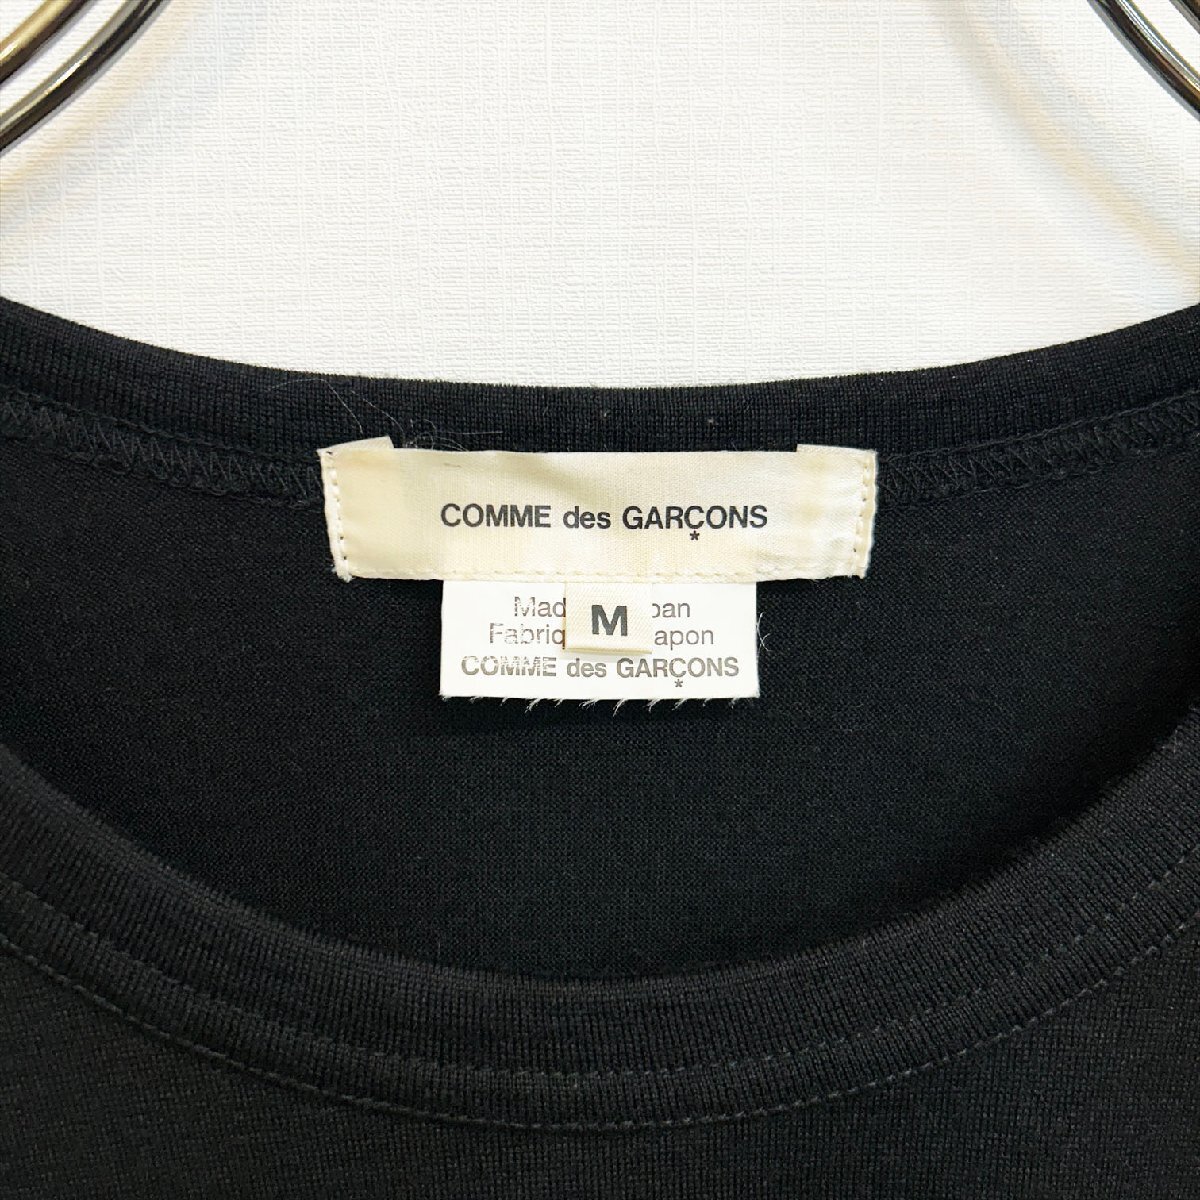 COMME des GARÇONS
*
M
Mad pan
Fabriq apon
COMME des GARÇONS
*